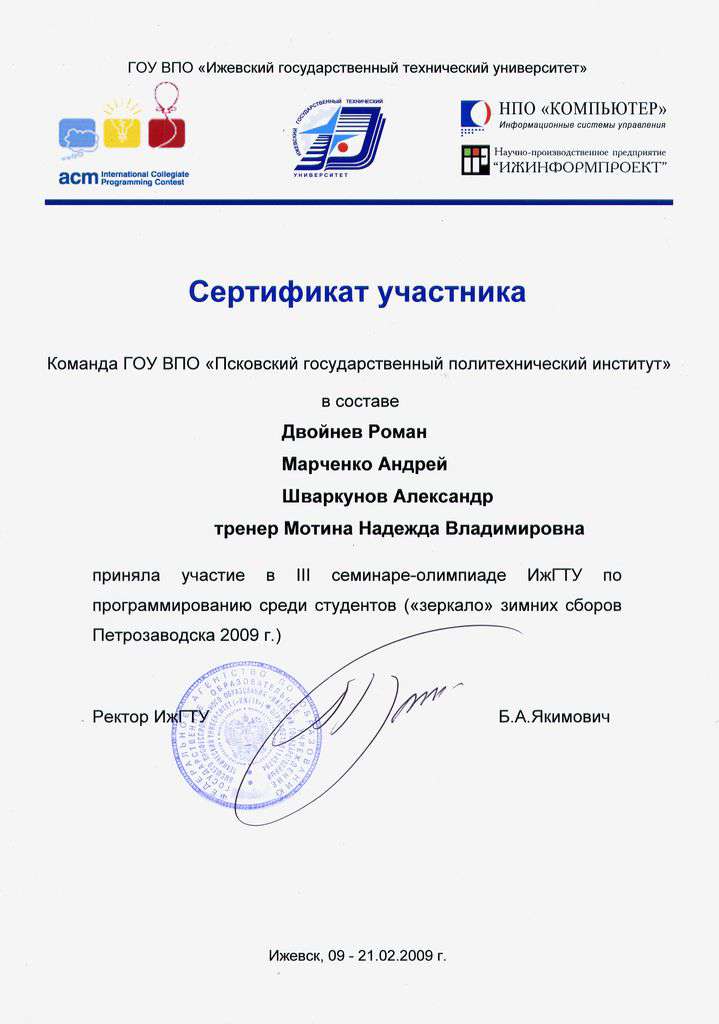 ГОУ ВПО «Ижевский государственный технический университет»
acm International Collegiate
Programming Contest
ИЖЕВСКИЙ ГОСУДАРСТВЕННЫЙ ТЕХНИЧЕСКИЙ
УНИВЕРСИТЕТ
НПО «КОМПЬЮТЕР»
Информационные системы управления
Научно-производственное предприятие
"ИЖИНФОРМПРОЕКТ"
Сертификат участника
Команда ГОУ ВПО «Псковский государственный политехнический институт»
в составе
Двойнев Роман
Марченко Андрей
Шваркунов Александр
тренер Мотина Надежда Владимировна
приняла участие в III семинаре-олимпиаде ИжГТУ по
программированию среди студентов («зеркало» зимних сборов
Петрозаводска 2009 г.)
Ректор ИжГТУ
Б.А.Якимович
Ижевск, 09 - 21.02.2009 г.